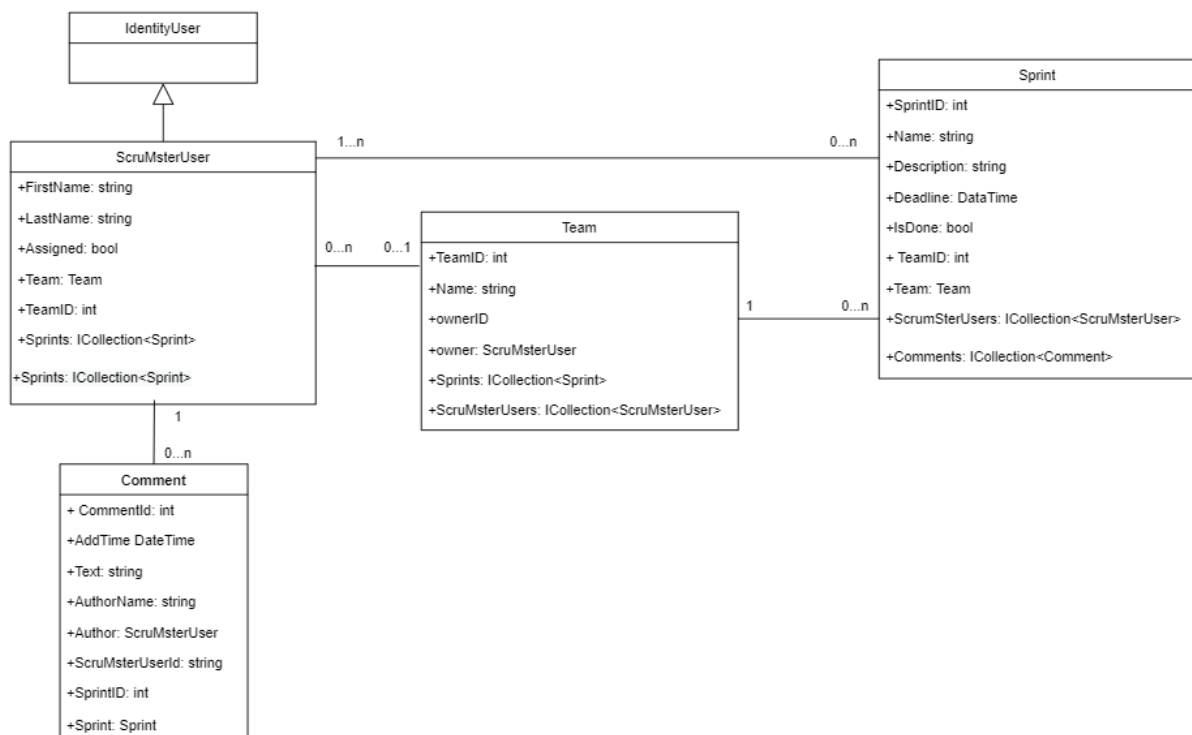 IdentityUser
ScruMsterUser
+FirstName: string
+LastName: string
+Assigned: bool
+Team: Team
+TeamID: int
+Sprints: ICollection<Sprint>
+Sprints: ICollection<Sprint>
1...n
0...n
0...n
0...1
Team
+TeamID: int
+Name: string
+ownerID
+owner: ScruMsterUser
+Sprints: ICollection<Sprint>
+ScruMsterUsers: ICollection<ScruMsterUser>
1
0...n
Sprint
+SprintID: int
+Name: string
+Description: string
+Deadline: DataTime
+IsDone: bool
+ TeamID: int
+Team: Team
+ScrumSterUsers: ICollection<ScruMsterUser>
+Comments: ICollection<Comment>
1
0...n
Comment
+ CommentId: int
+AddTime DateTime
+Text: string
+AuthorName: string
+Author: ScruMsterUser
+ScruMsterUserId: string
+SprintID: int
+Sprint: Sprint